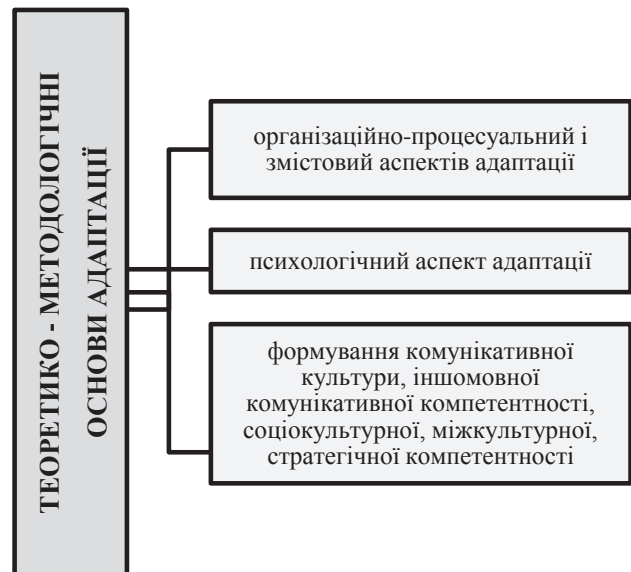 ТЕОРЕТИКО - МЕТОДОЛОГІЧНІ
ОСНОВИ АДАПТАЦІЇ
організаційно-процесуальний і
змістовий аспектів адаптації
психологічний аспект адаптації
формування комунікативної
культури, іншомовної
комунікативної компетентності,
соціокультурної, міжкультурної,
стратегічної компетентності